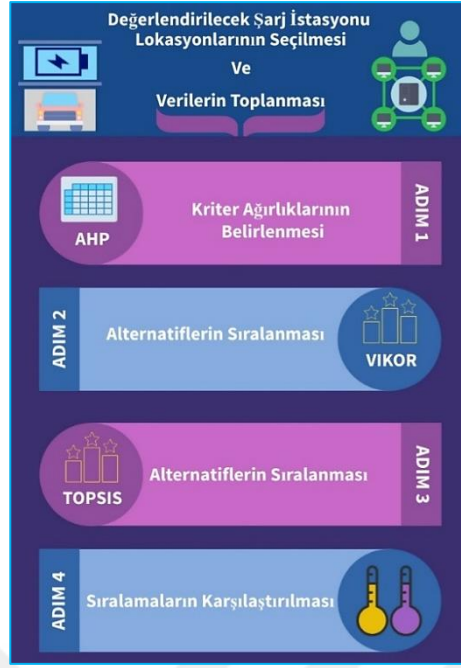 Değerlendirilecek Şarj İstasyonu
Lokasyonlarının Seçilmesi
Ve
Verilerin Toplanması
AHP
Kriter Ağırlıklarının
Belirlenmesi
ADIM 1
ADIM 2
Alternatiflerin Sıralanması
VIKOR
TOPSIS
Alternatiflerin Sıralanması
ADIM 3
ADIM 4
Sıralamaların Karşılaştırılması